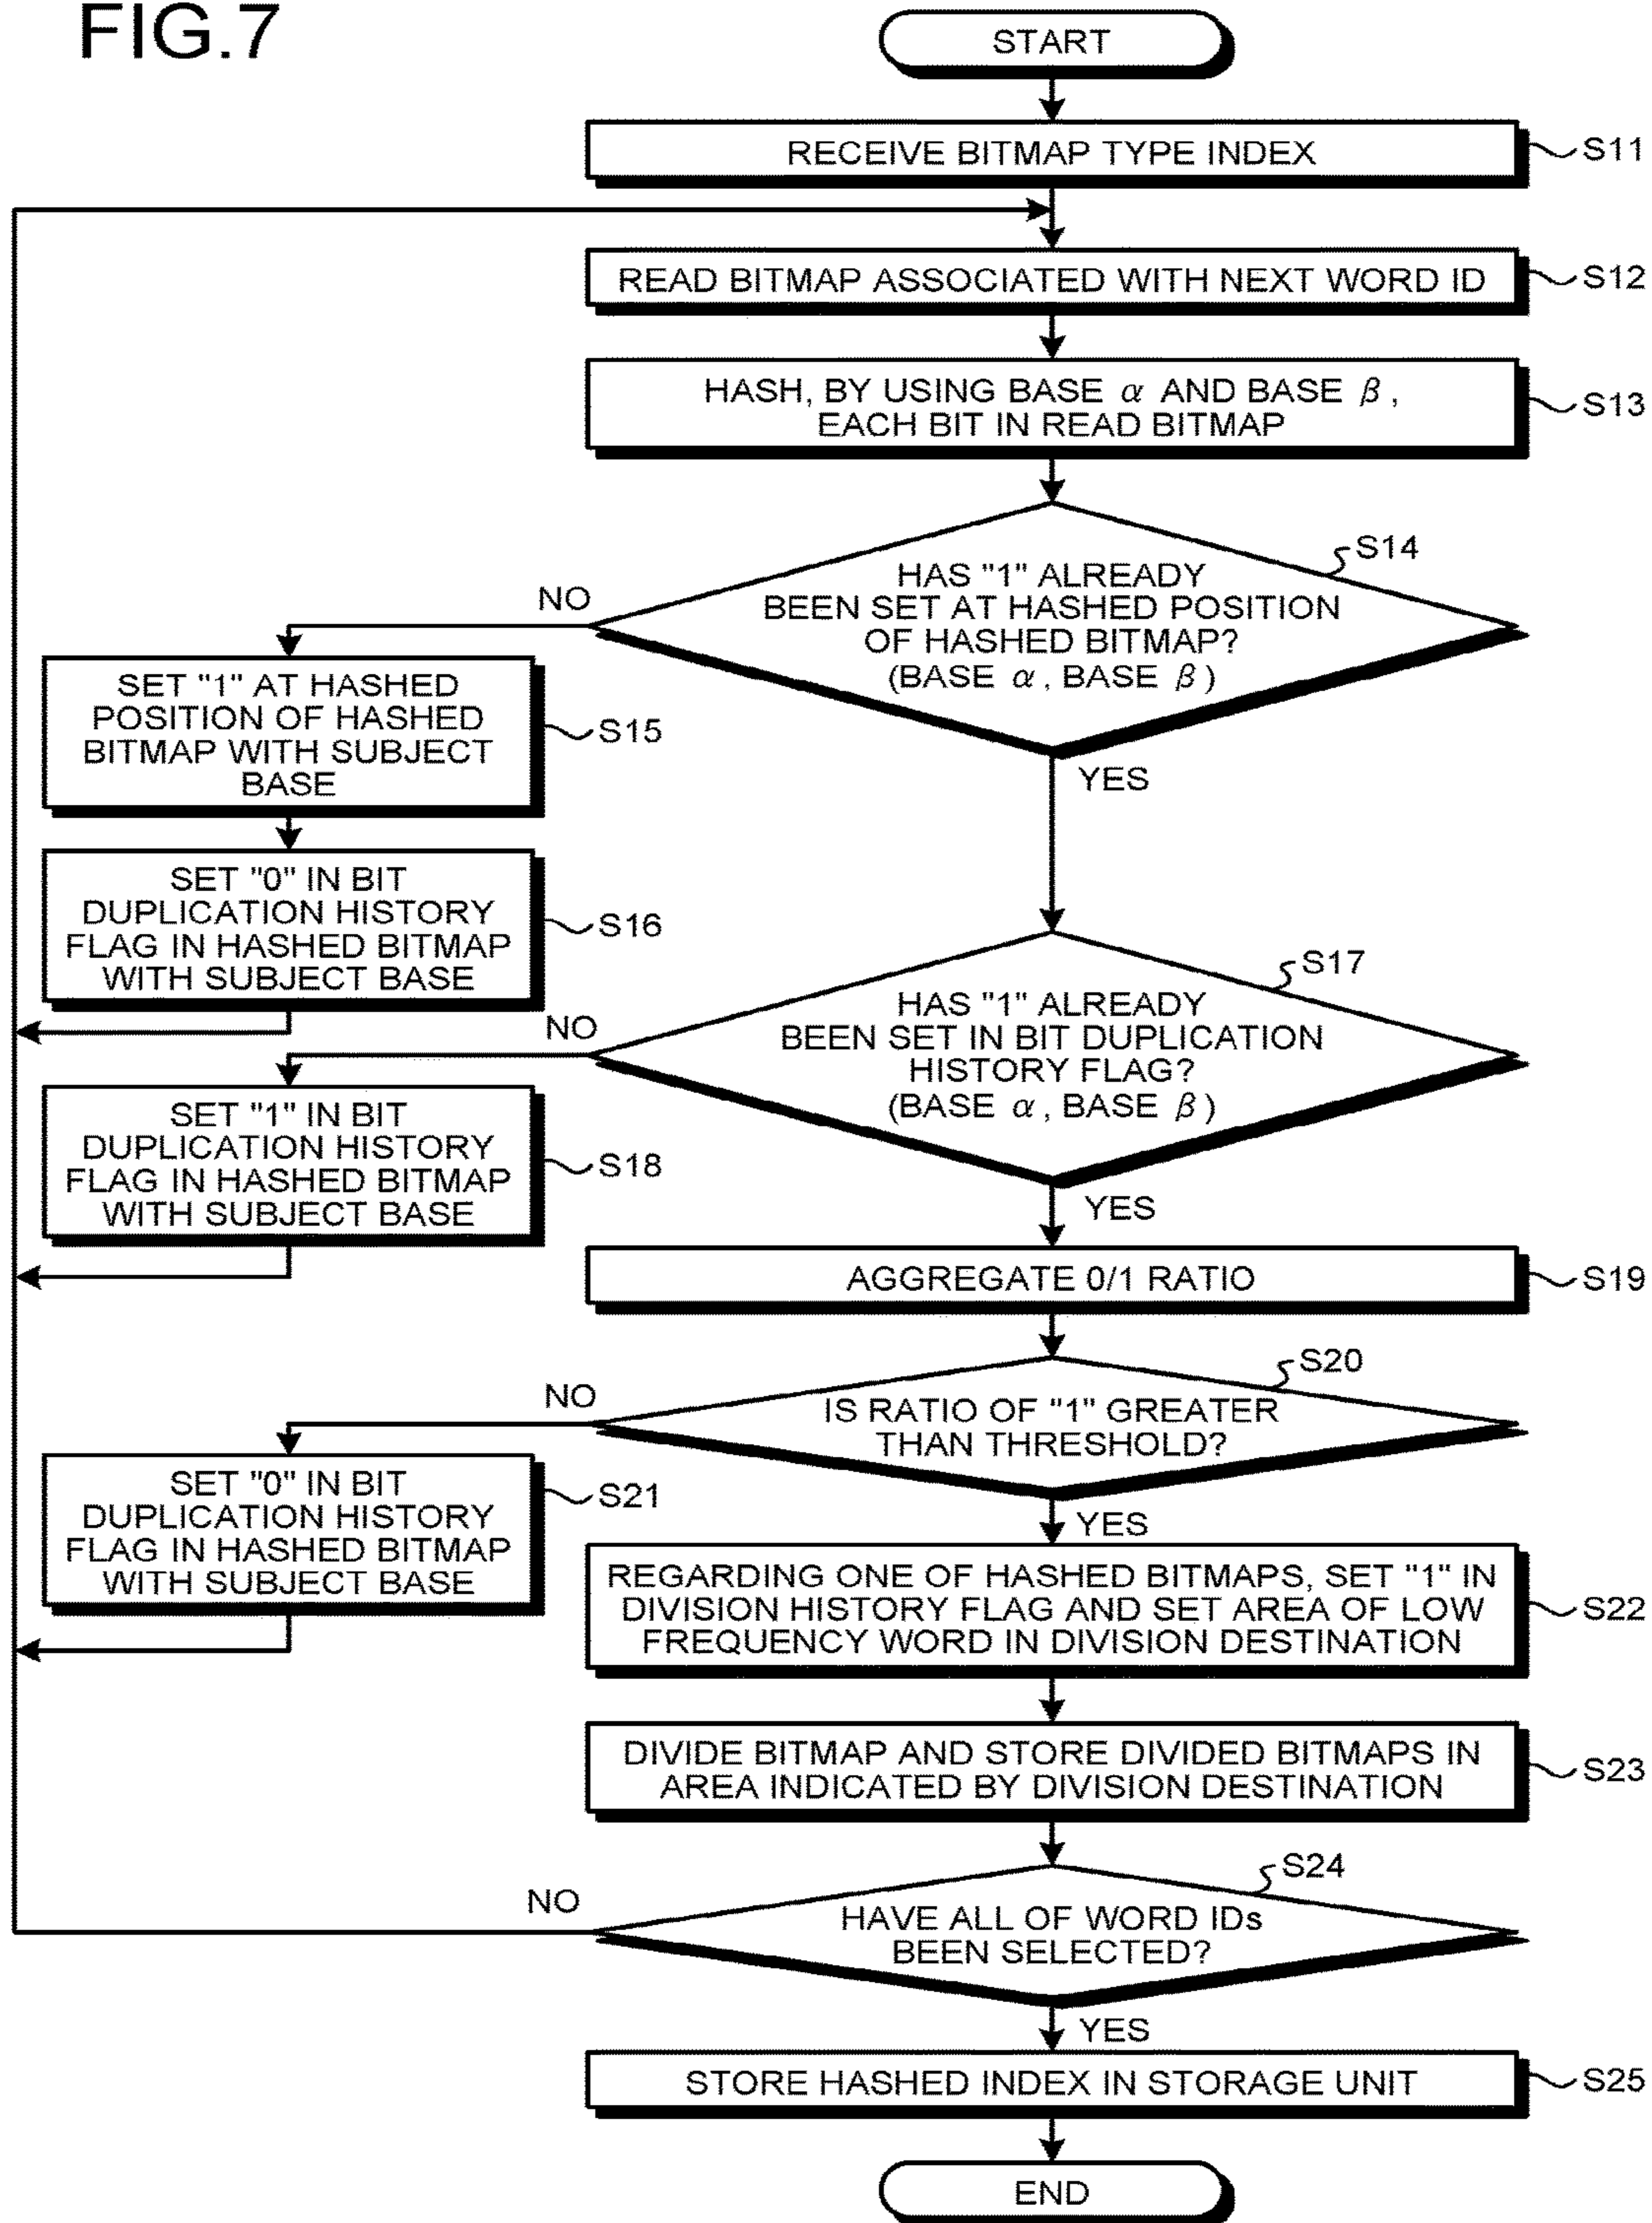 FIG.7
START
RECEIVE BITMAP TYPE INDEX
S11
READ BITMAP ASSOCIATED WITH NEXT WORD ID
S12
HASH, BY USING BASE α AND BASE β,
EACH BIT IN READ BITMAP
S13
S14
HAS "1" ALREADY
BEEN SET AT HASHED POSITION
OF HASHED BITMAP?
(BASE α, BASE β)
NO
YES
SET "1" AT HASHED
POSITION OF HASHED
BITMAP WITH SUBJECT
BASE
S15
SET "0" IN BIT
DUPLICATION HISTORY
FLAG IN HASHED BITMAP
WITH SUBJECT BASE
S16
S17
HAS "1" ALREADY
BEEN SET IN BIT DUPLICATION
HISTORY FLAG?
(BASE α, BASE β)
NO
YES
SET "1" IN BIT
DUPLICATION HISTORY
FLAG IN HASHED BITMAP
WITH SUBJECT BASE
S18
AGGREGATE 0/1 RATIO
S19
S20
IS RATIO OF "1" GREATER
THAN THRESHOLD?
NO
YES
SET "0" IN BIT
DUPLICATION HISTORY
FLAG IN HASHED BITMAP
WITH SUBJECT BASE
S21
REGARDING ONE OF HASHED BITMAPS, SET "1" IN
DIVISION HISTORY FLAG AND SET AREA OF LOW
FREQUENCY WORD IN DIVISION DESTINATION
S22
DIVIDE BITMAP AND STORE DIVIDED BITMAPS IN
AREA INDICATED BY DIVISION DESTINATION
S23
S24
HAVE ALL OF WORD IDs
BEEN SELECTED?
NO
YES
STORE HASHED INDEX IN STORAGE UNIT
S25
END